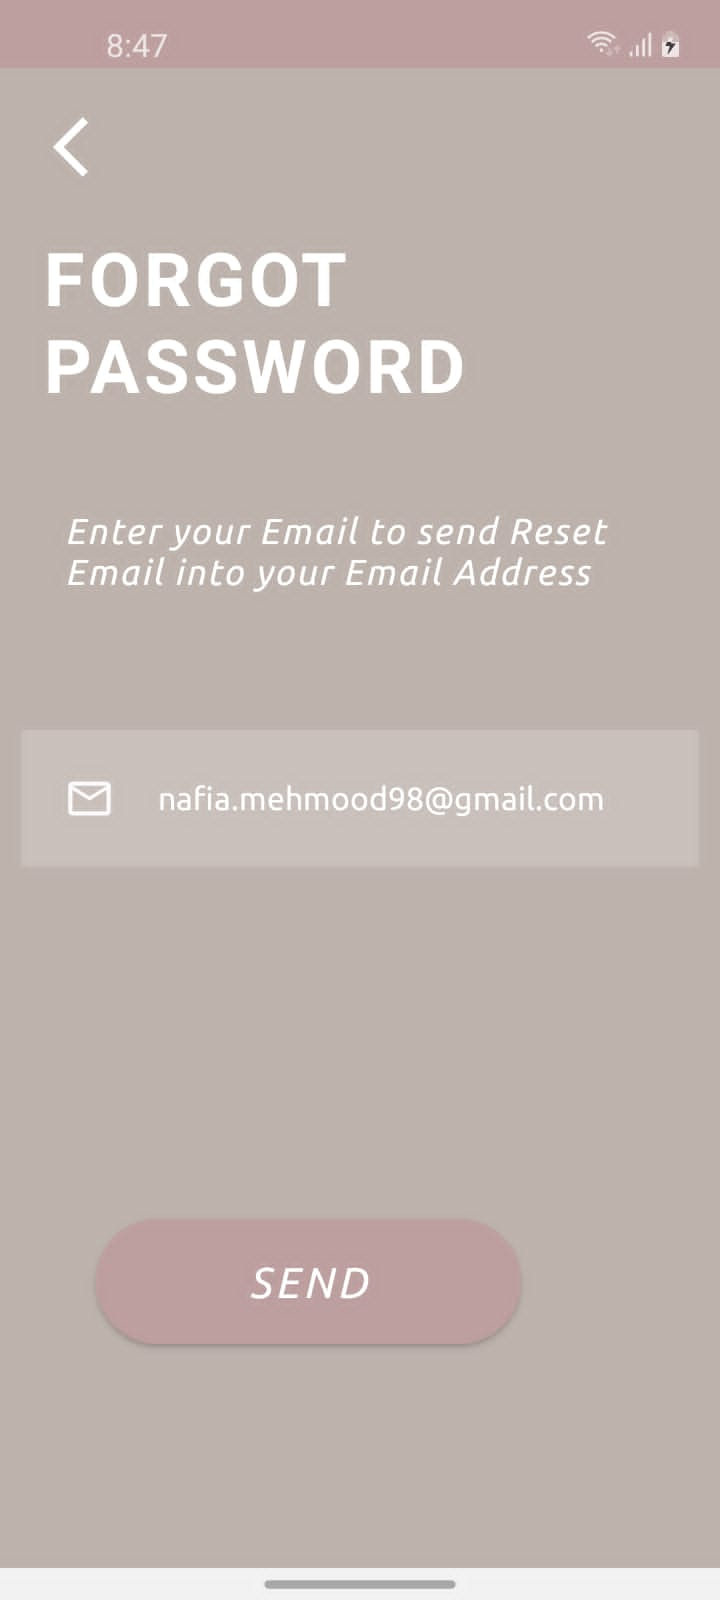 8:47
FORGOT
PASSWORD
Enter your Email to send Reset
Email into your Email Address
nafia.mehmood98@gmail.com
SEND